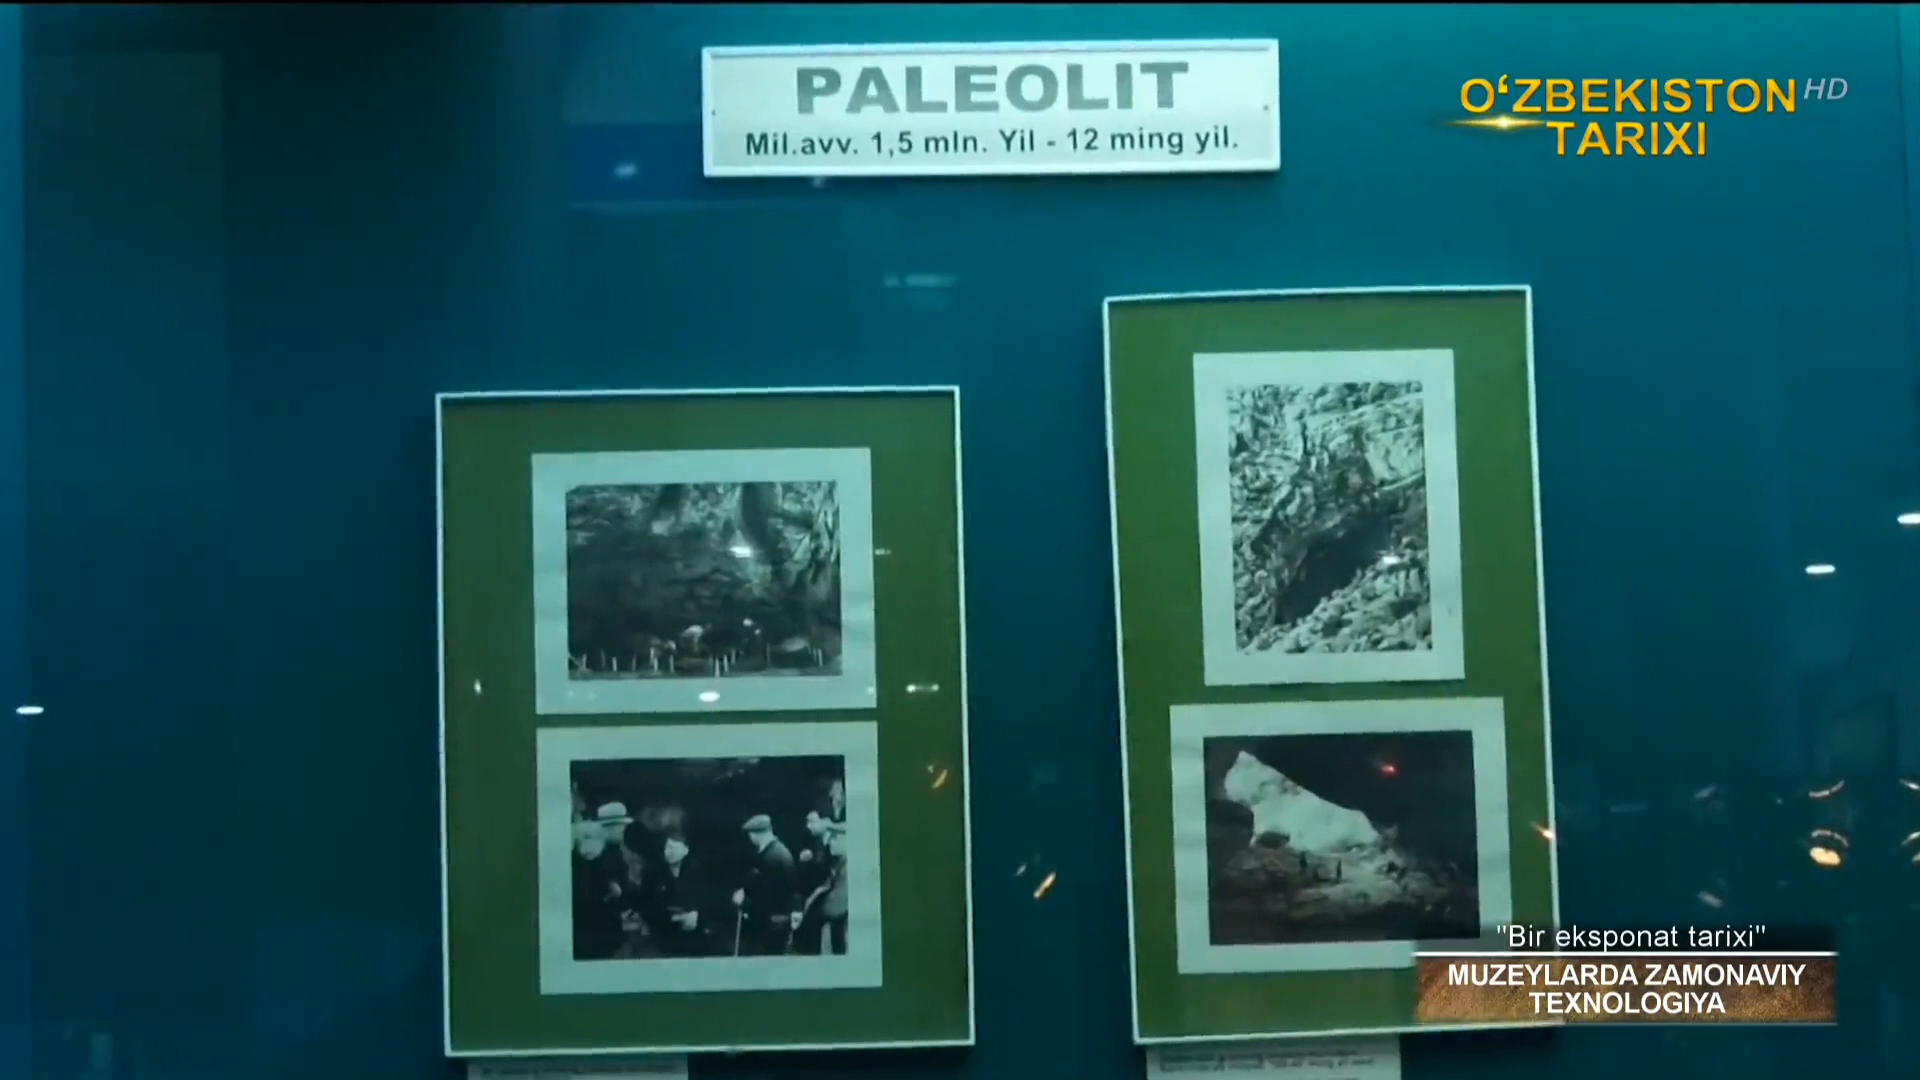 PALEOLIT
Mil.avv. 1,5 mln. Yil - 12 ming yil.
O‘ZBEKISTON HD
TARIXI
"Bir eksponat tarixi"
MUZEYLARDA ZAMONAVIY
TEXNOLOGIYA